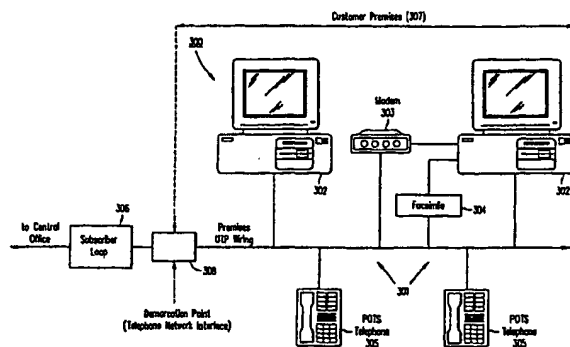 Customer Premises (307)
300
Modem
303
302
302
Facsimile
304
to Central
Office
306
Subscriber
Loop
Premises
UTP Wiring
308
301
Demarcation Point
(Telephone Network Interface)
POTS
Telephone
305
POTS
Telephone
305